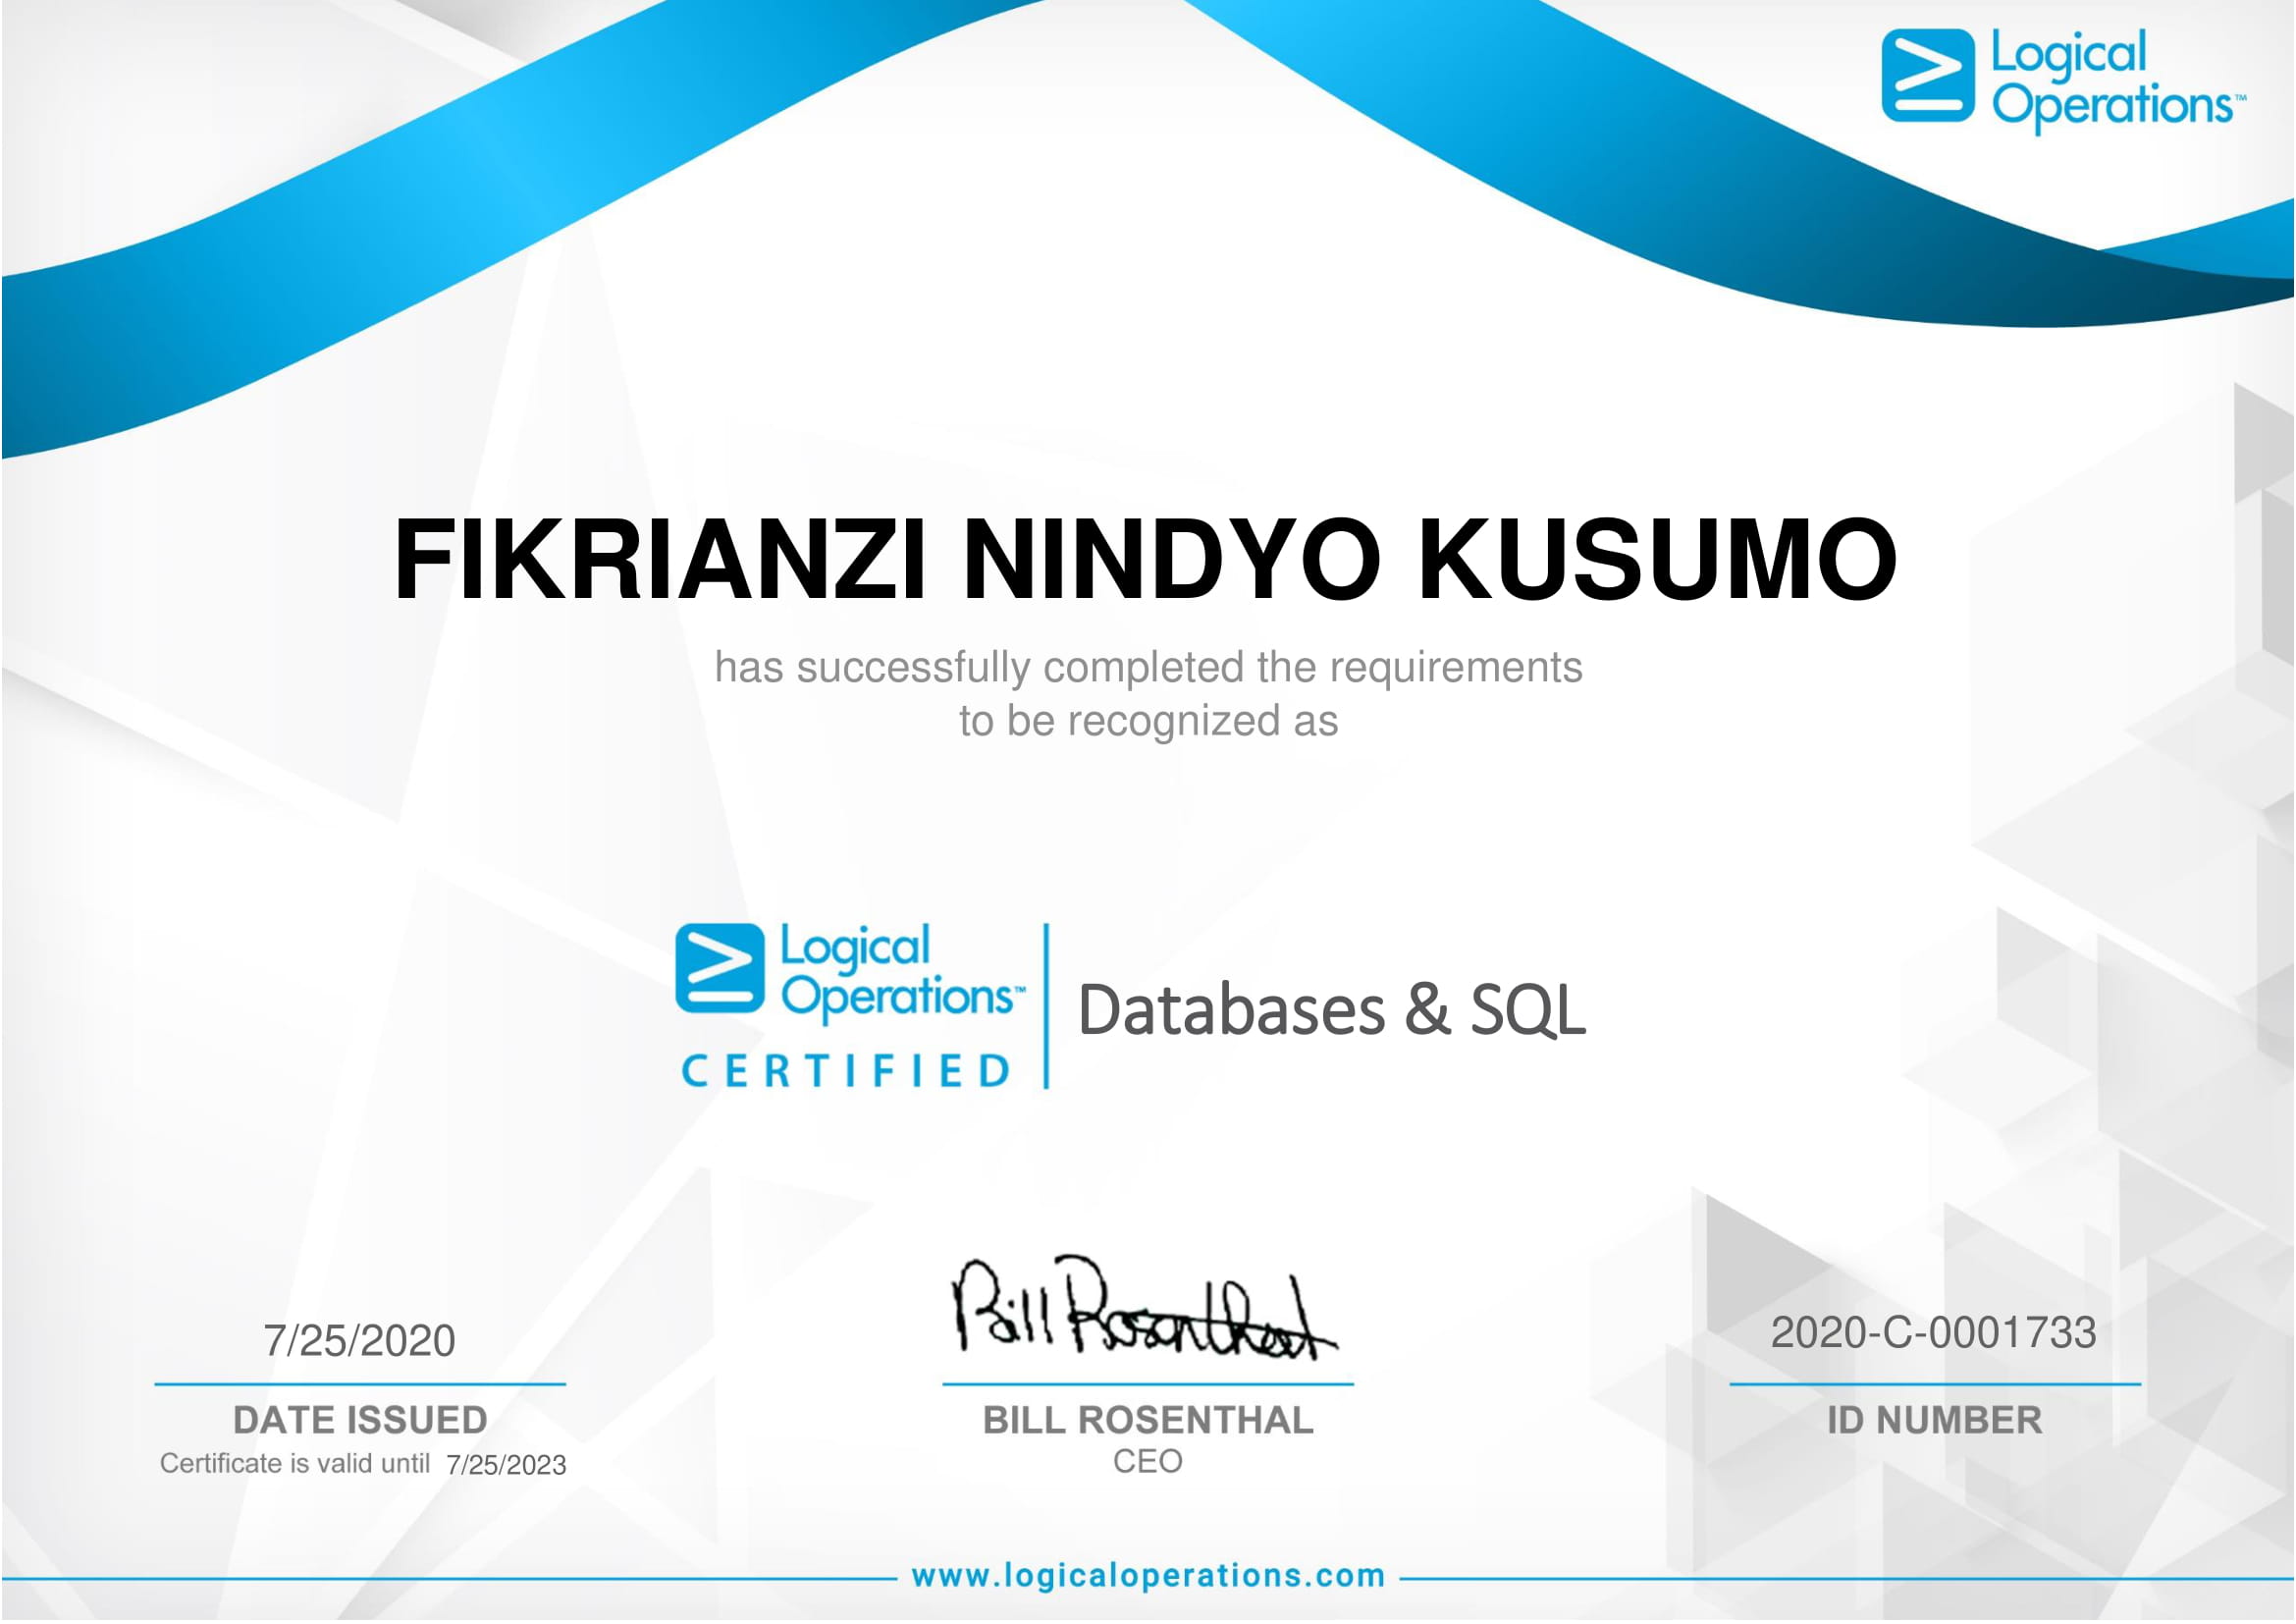 Logical
Operations™
FIKRIANZI NINDYO KUSUMO
has successfully completed the requirements
to be recognized as
Logical
Operations™
CERTIFIED
Databases & SQL
7/25/2020
DATE ISSUED
Certificate is valid until 7/25/2023
Bill Rosenthal
BILL ROSENTHAL
CEO
2020-C-0001733
ID NUMBER
www.logicaloperations.com